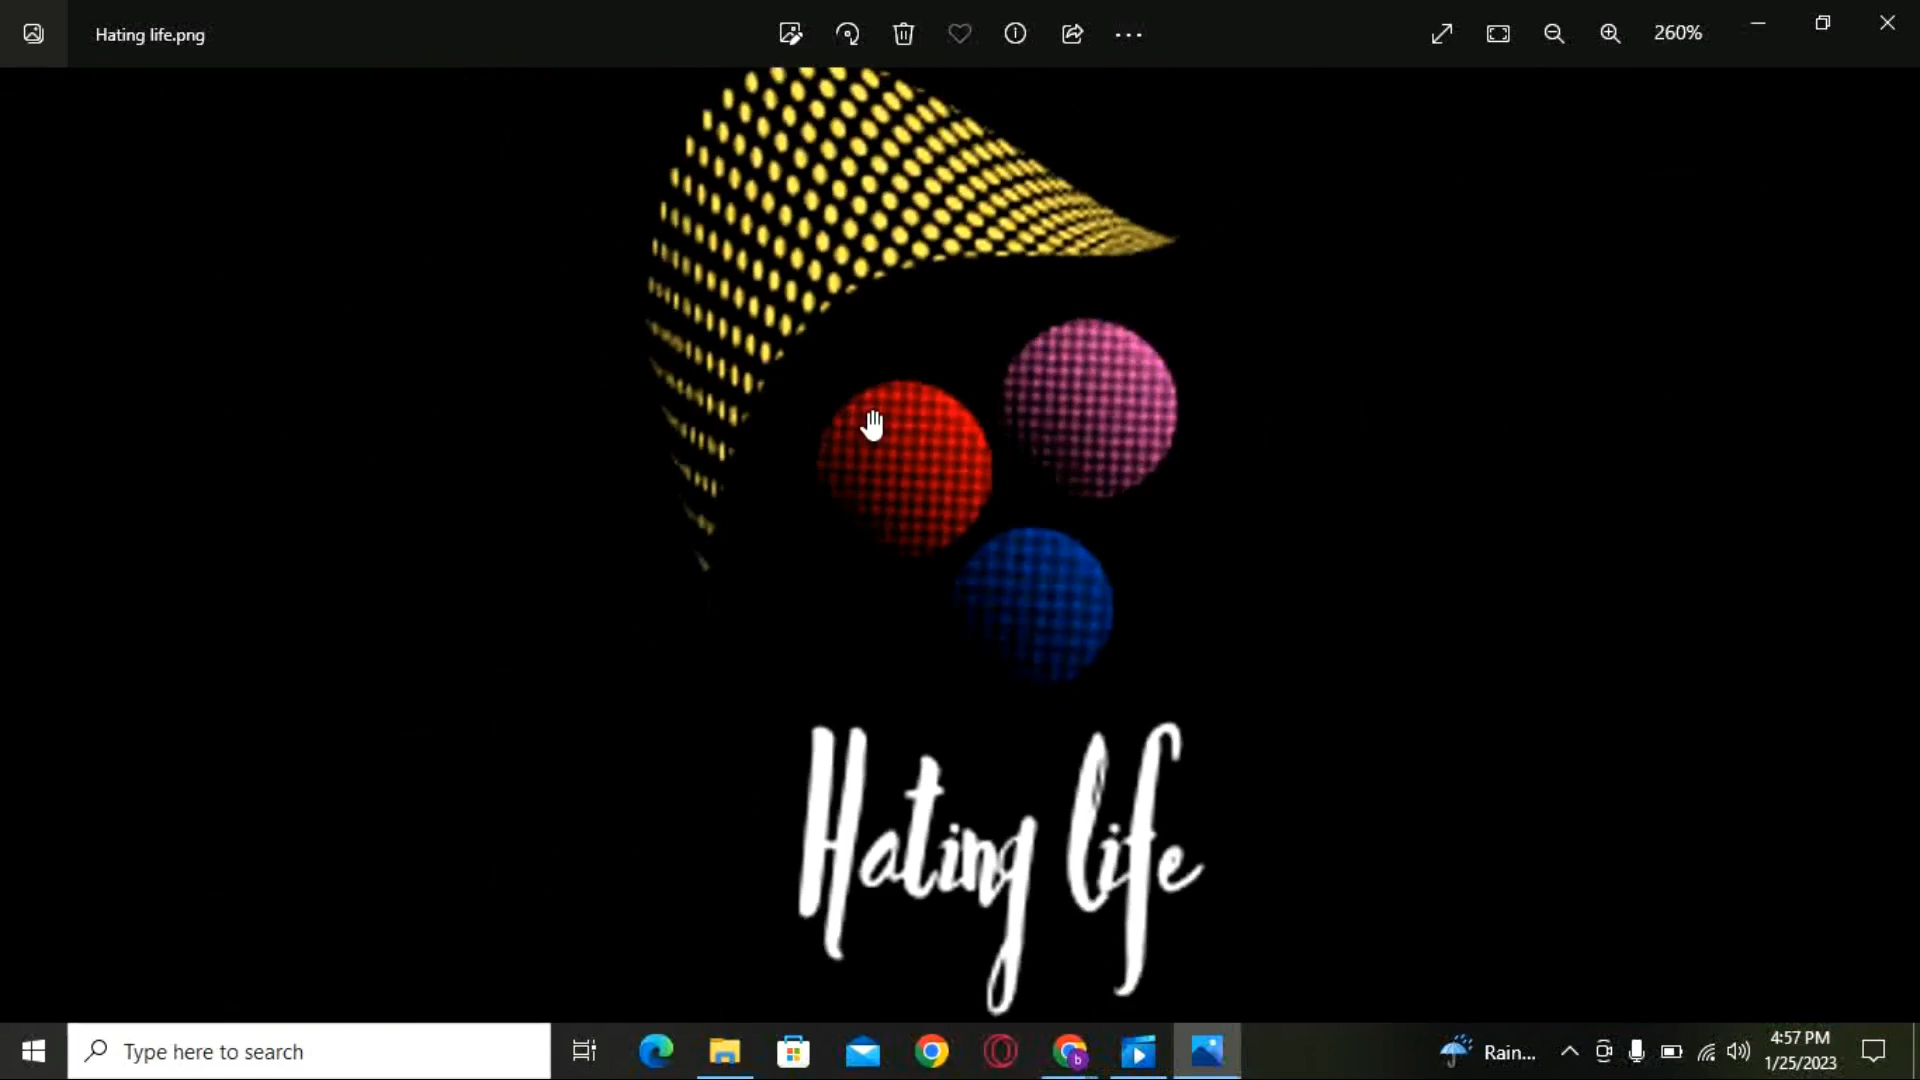 Hating life.png
260%
Hating life
Type here to search
b
Rain...
4:57 PM
1/25/2023